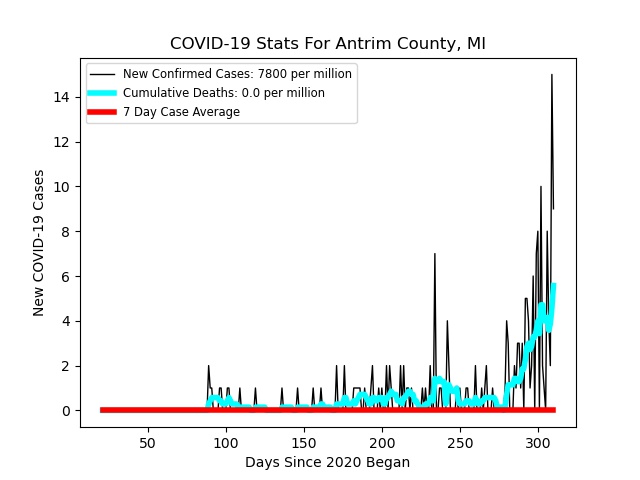 COVID-19 Stats For Antrim County, MI
New Confirmed Cases: 7800 per million
Cumulative Deaths: 0.0 per million
7 Day Case Average
New COVID-19 Cases
14
12
10
8
6
4
2
0
50 100 150 200 250 300
Days Since 2020 Began